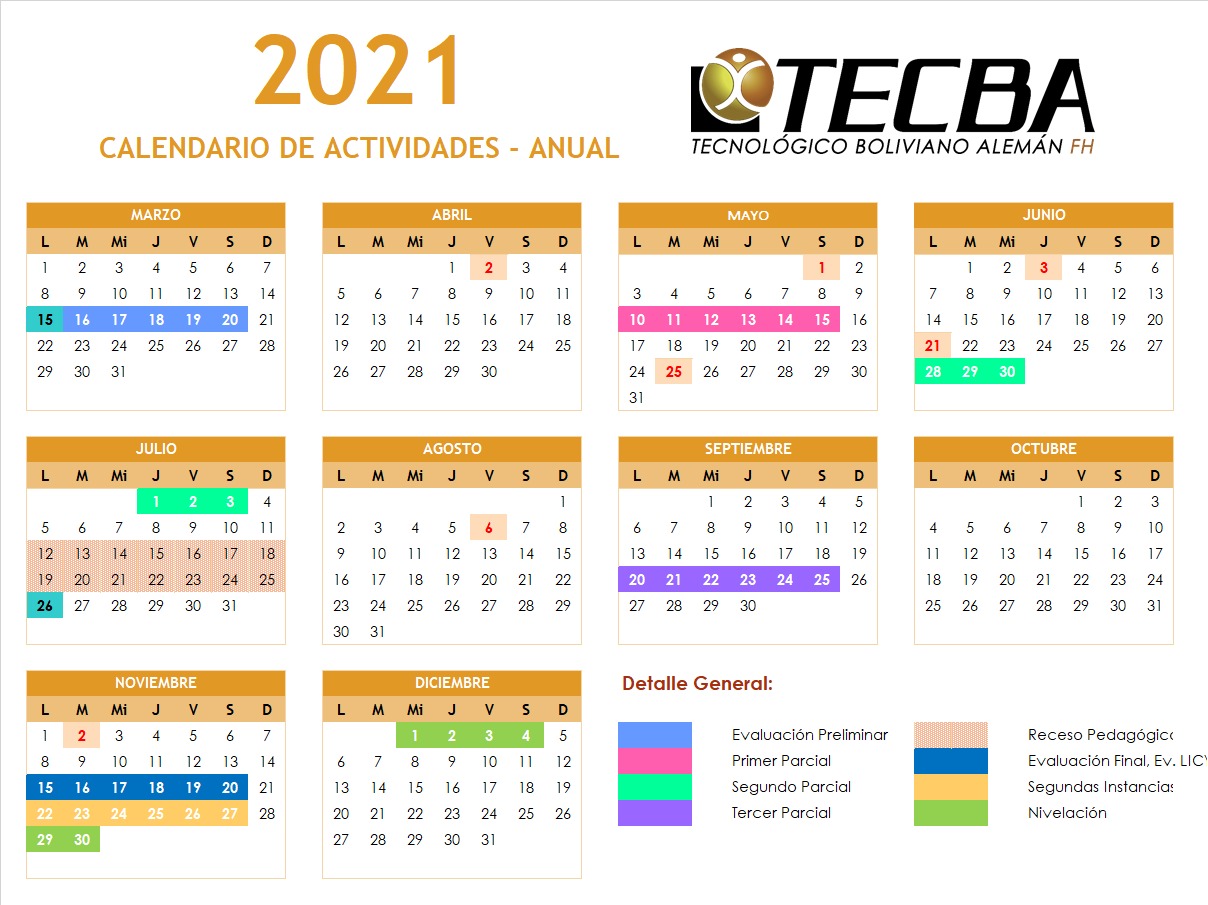 2021
CALENDARIO DE ACTIVIDADES - ANUAL
TECBA
TECNOLÓGICO BOLIVIANO ALEMÁN FH
MARZO
L M Mi J V S D
1 2 3 4 5 6 7
8 9 10 11 12 13 14
15 16 17 18 19 20 21
22 23 24 25 26 27 28
29 30 31
ABRIL
L M Mi J V S D
1 2 3 4
5 6 7 8 9 10 11
12 13 14 15 16 17 18
19 20 21 22 23 24 25
26 27 28 29 30
MAYO
L M Mi J V S D
1 2
3 4 5 6 7 8 9
10 11 12 13 14 15 16
17 18 19 20 21 22 23
24 25 26 27 28 29 30
31
JUNIO
L M Mi J V S D
1 2 3 4 5 6
7 8 9 10 11 12 13
14 15 16 17 18 19 20
21 22 23 24 25 26 27
28 29 30
JULIO
L M Mi J V S D
1 2 3 4
5 6 7 8 9 10 11
12 13 14 15 16 17 18
19 20 21 22 23 24 25
26 27 28 29 30 31
AGOSTO
L M Mi J V S D
1
2 3 4 5 6 7 8
9 10 11 12 13 14 15
16 17 18 19 20 21 22
23 24 25 26 27 28 29
30 31
SEPTIEMBRE
L M Mi J V S D
1 2 3 4 5
6 7 8 9 10 11 12
13 14 15 16 17 18 19
20 21 22 23 24 25 26
27 28 29 30
OCTUBRE
L M Mi J V S D
1 2 3
4 5 6 7 8 9 10
11 12 13 14 15 16 17
18 19 20 21 22 23 24
25 26 27 28 29 30 31
NOVIEMBRE
L M Mi J V S D
1 2 3 4 5 6 7
8 9 10 11 12 13 14
15 16 17 18 19 20 21
22 23 24 25 26 27 28
29 30
DICIEMBRE
L M Mi J V S D
1 2 3 4 5
6 7 8 9 10 11 12
13 14 15 16 17 18 19
20 21 22 23 24 25 26
27 28 29 30 31
Detalle General:
Evaluación Preliminar
Primer Parcial
Segundo Parcial
Tercer Parcial
Receso Pedagógico
Evaluación Final, Ev. LICY
Segundas Instancias
Nivelación